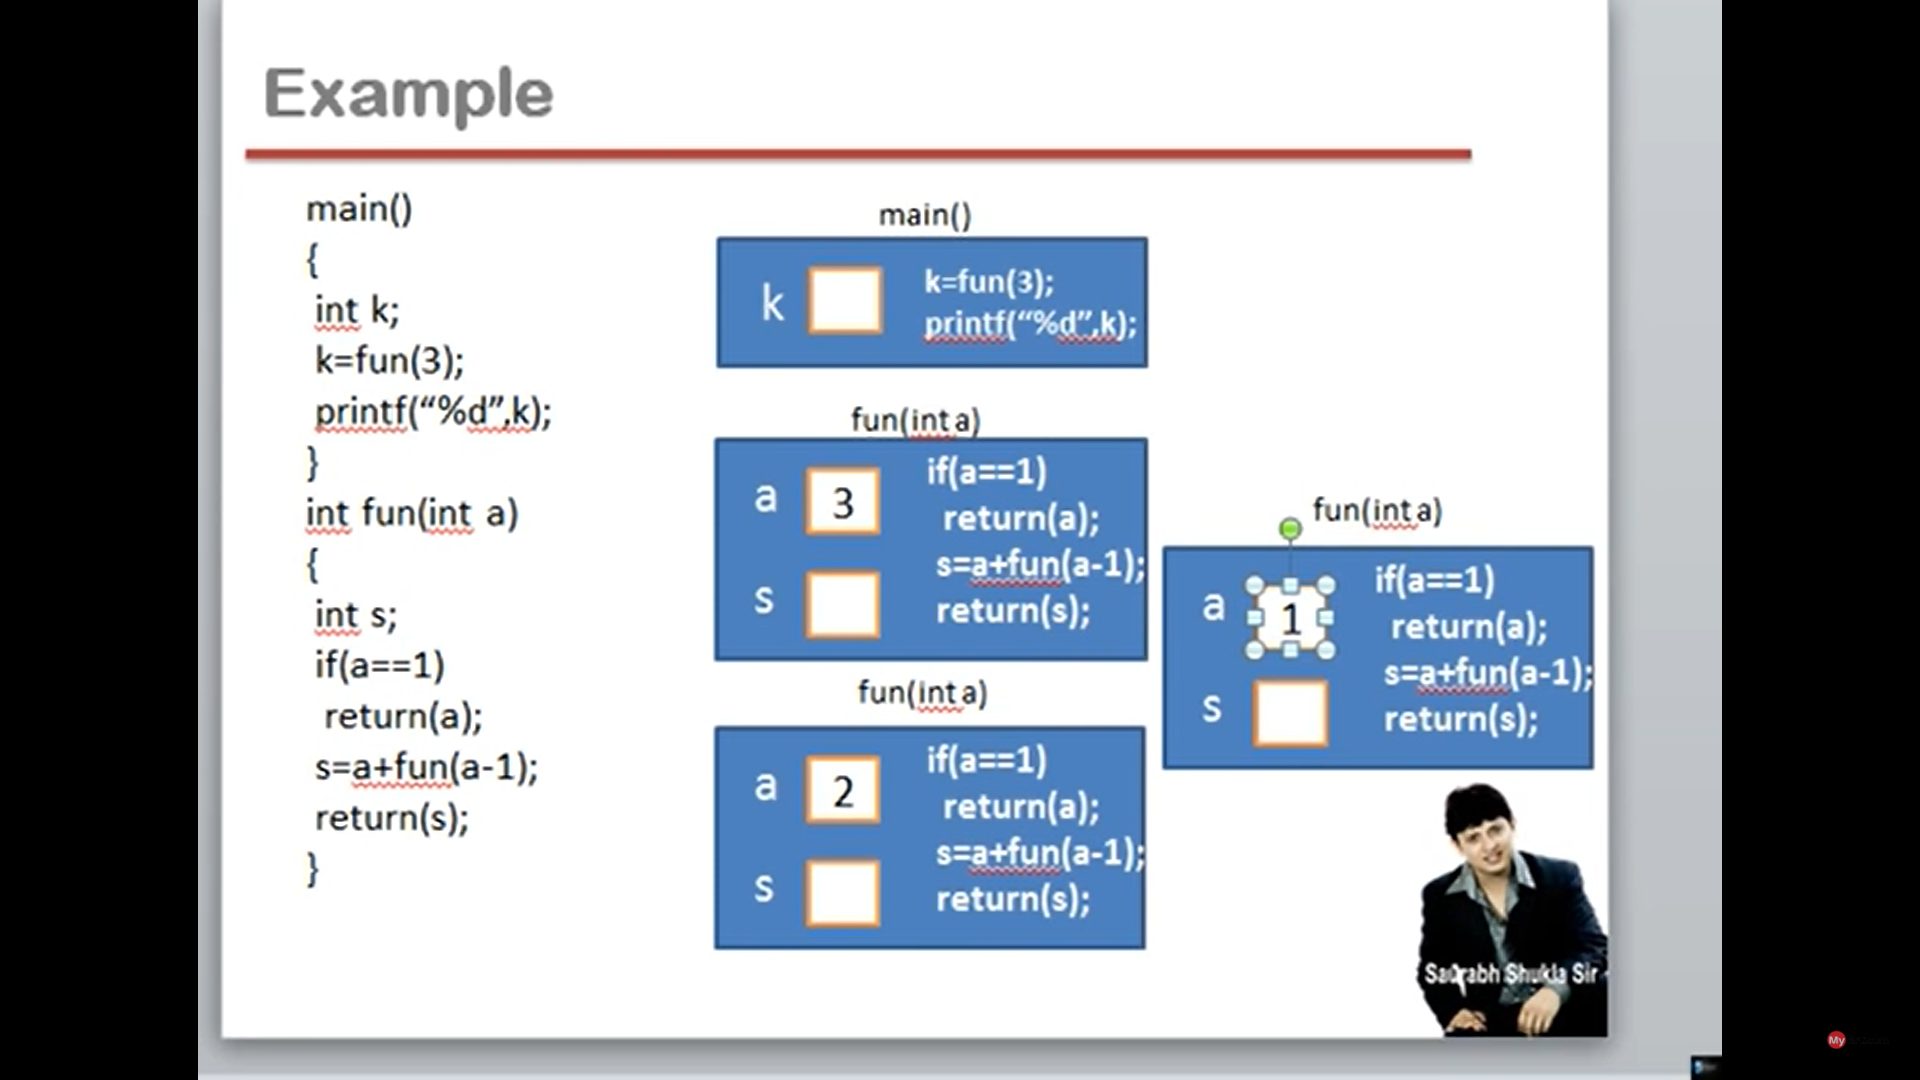 Example
main()
{
int k;
k=fun(3);
printf(“%d”,k);
}
int fun(int a)
{
int s;
if(a==1)
return(a);
s=a+fun(a-1);
return(s);
}
main()
k
k=fun(3);
printf(“%d”,k);
fun(int a)
a 3
s
if(a==1)
return(a);
s=a+fun(a-1);
return(s);
fun(int a)
a 2
s
if(a==1)
return(a);
s=a+fun(a-1);
return(s);
fun(int a)
a 1
s
if(a==1)
return(a);
s=a+fun(a-1);
return(s);
Saurabh Shukla Sir
My